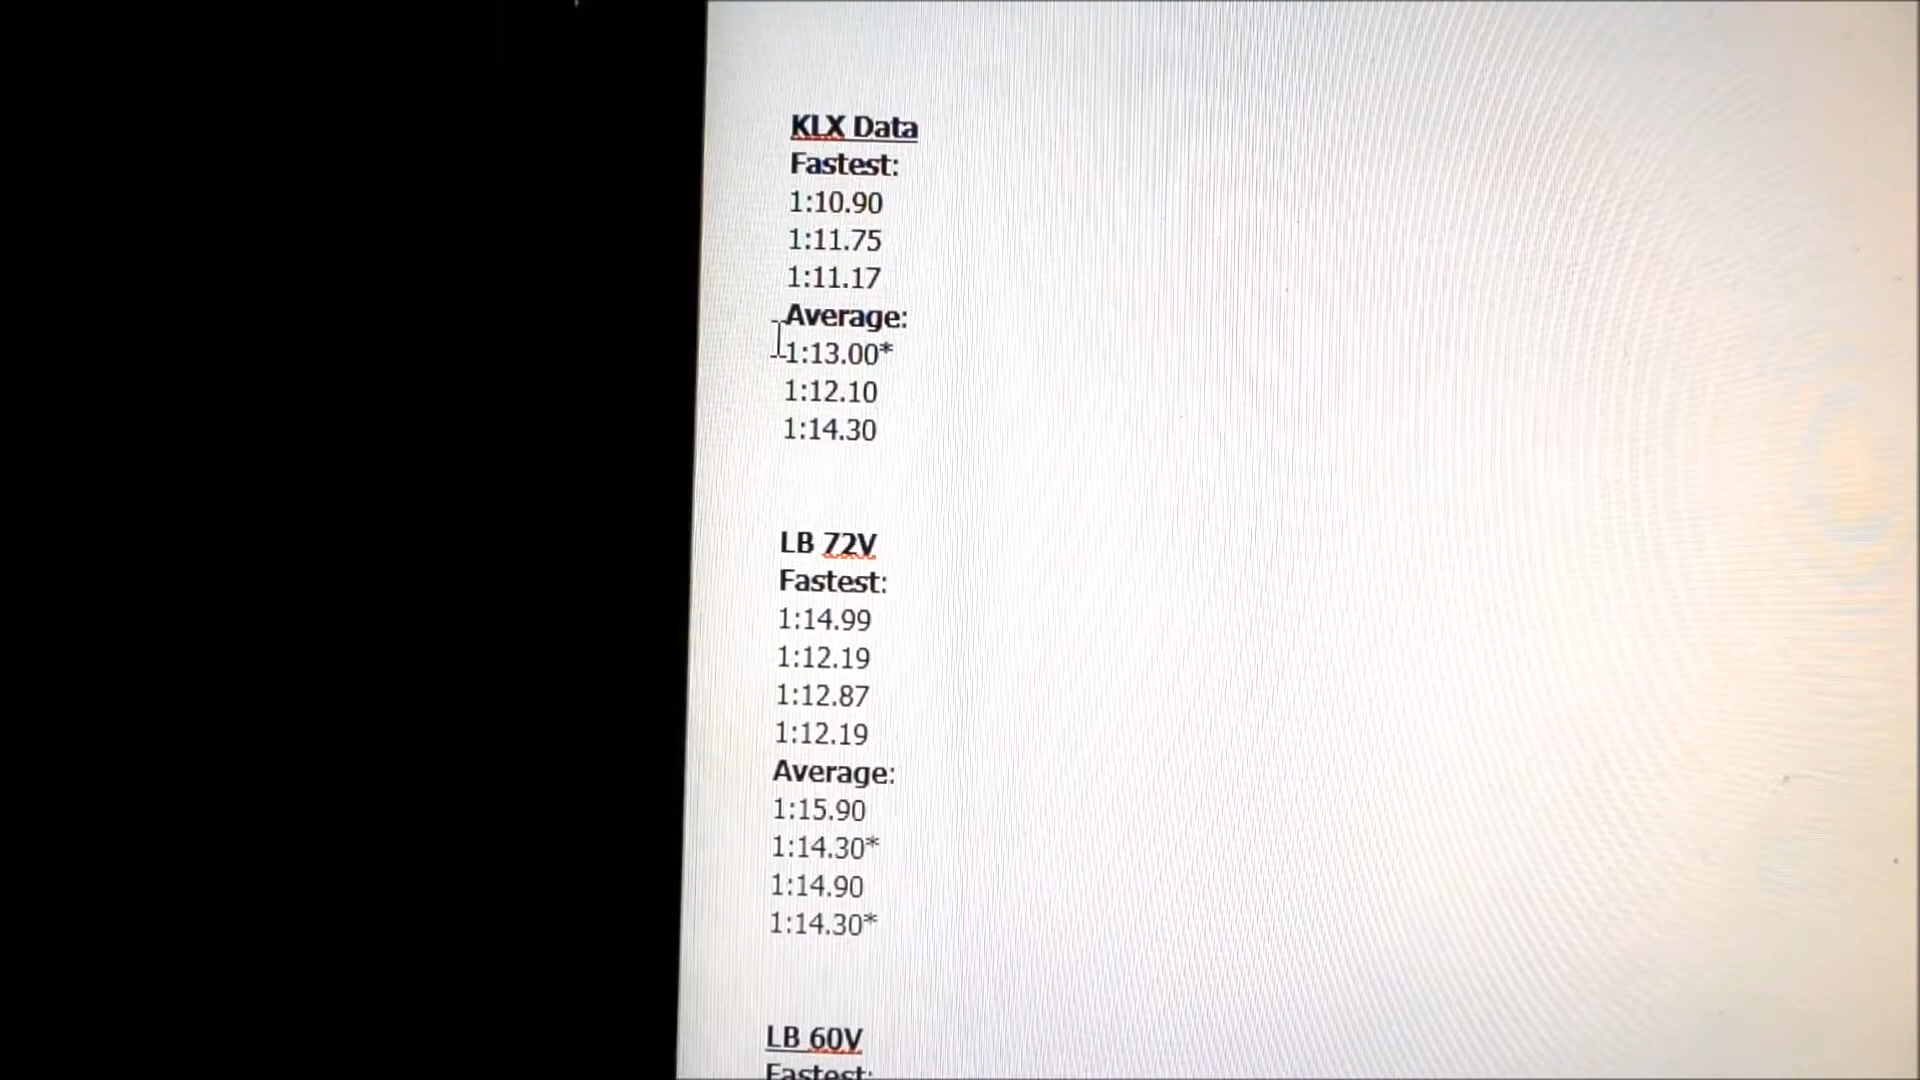 KLX Data
Fastest:
1:10.90
1:11.75
1:11.17
Average:
1:13.00*
1:12.10
1:14.30
LB 72V
Fastest:
1:14.99
1:12.19
1:12.87
1:12.19
Average:
1:15.90
1:14.30*
1:14.90
1:14.30*
LB 60V
Fastest: